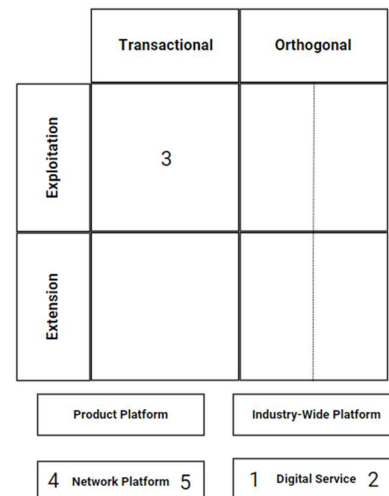 Transactional Orthogonal
Exploitation 3
Extension
Product Platform Industry-Wide Platform
4 Network Platform 5 1 Digital Service 2